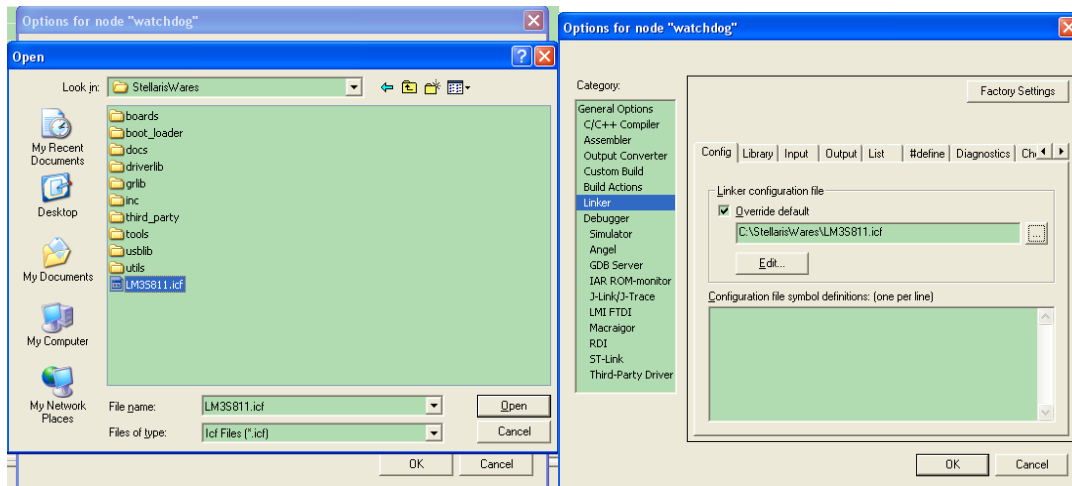 Options for node "watchdog"
Open
Look in:
StellarisWares
My Recent
Documents
Desktop
My Documents
My Computer
My Network
Places
boards
boot_loader
docs
driverlib
grlib
inc
third_party
tools
usblib
utils
LM3S811.icf
File name:
LM3S811.icf
Open
Files of type:
Icf Files (*.icf)
Cancel
OK
Cancel
Options for node "watchdog"
Category:
General Options
C/C++ Compiler
Assembler
Output Converter
Custom Build
Build Actions
Linker
Debugger
Simulator
Angel
GDB Server
IAR ROM-monitor
J-Link/J-Trace
LMI FTDI
Macraigor
RDI
ST-Link
Third-Party Driver
Factory Settings
Config Library Input Output List #define Diagnostics
Linker configuration file
Override default
C:\StellarisWares\LM3S811.icf
...
Edit...
Configuration file symbol definitions: (one per line)
OK
Cancel